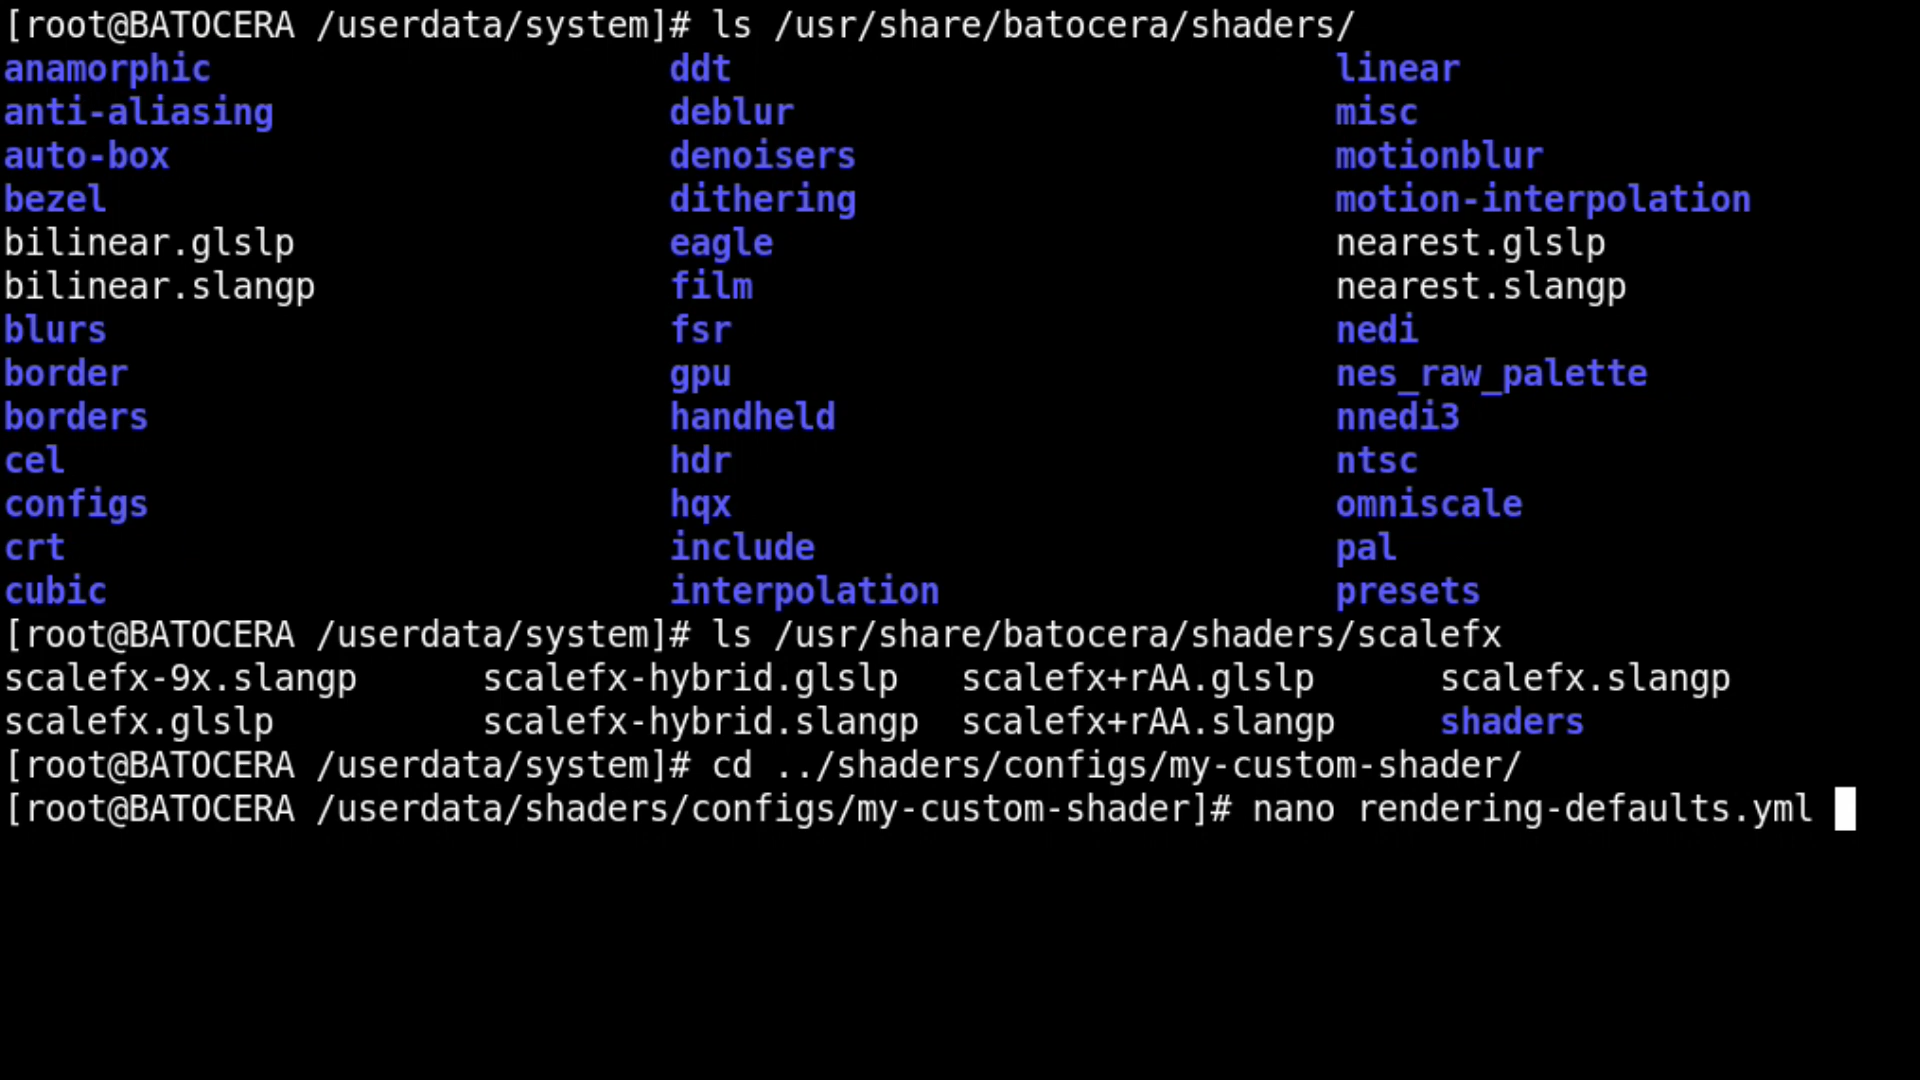 [root@BATOCERA /userdata/system]# ls /usr/share/batocera/shaders/
anamorphic ddt linear
anti-aliasing deblur misc
auto-box denoisers motionblur
bezel dithering motion-interpolation
bilinear.glslp eagle nearest.glslp
bilinear.slangp film nearest.slangp
blurs fsr nedi
border gpu nes_raw_palette
borders handheld nnedi3
cel hdr ntsc
configs hqx omniscale
crt include pal
cubic interpolation presets
[root@BATOCERA /userdata/system]# ls /usr/share/batocera/shaders/scalefx
scalefx-9x.slangp scalefx-hybrid.glslp scalefx+rAA.glslp scalefx.slangp
scalefx.glslp scalefx-hybrid.slangp scalefx+rAA.slangp shaders
[root@BATOCERA /userdata/system]# cd ../shaders/configs/my-custom-shader/
[root@BATOCERA /userdata/shaders/configs/my-custom-shader]# nano rendering-defaults.yml